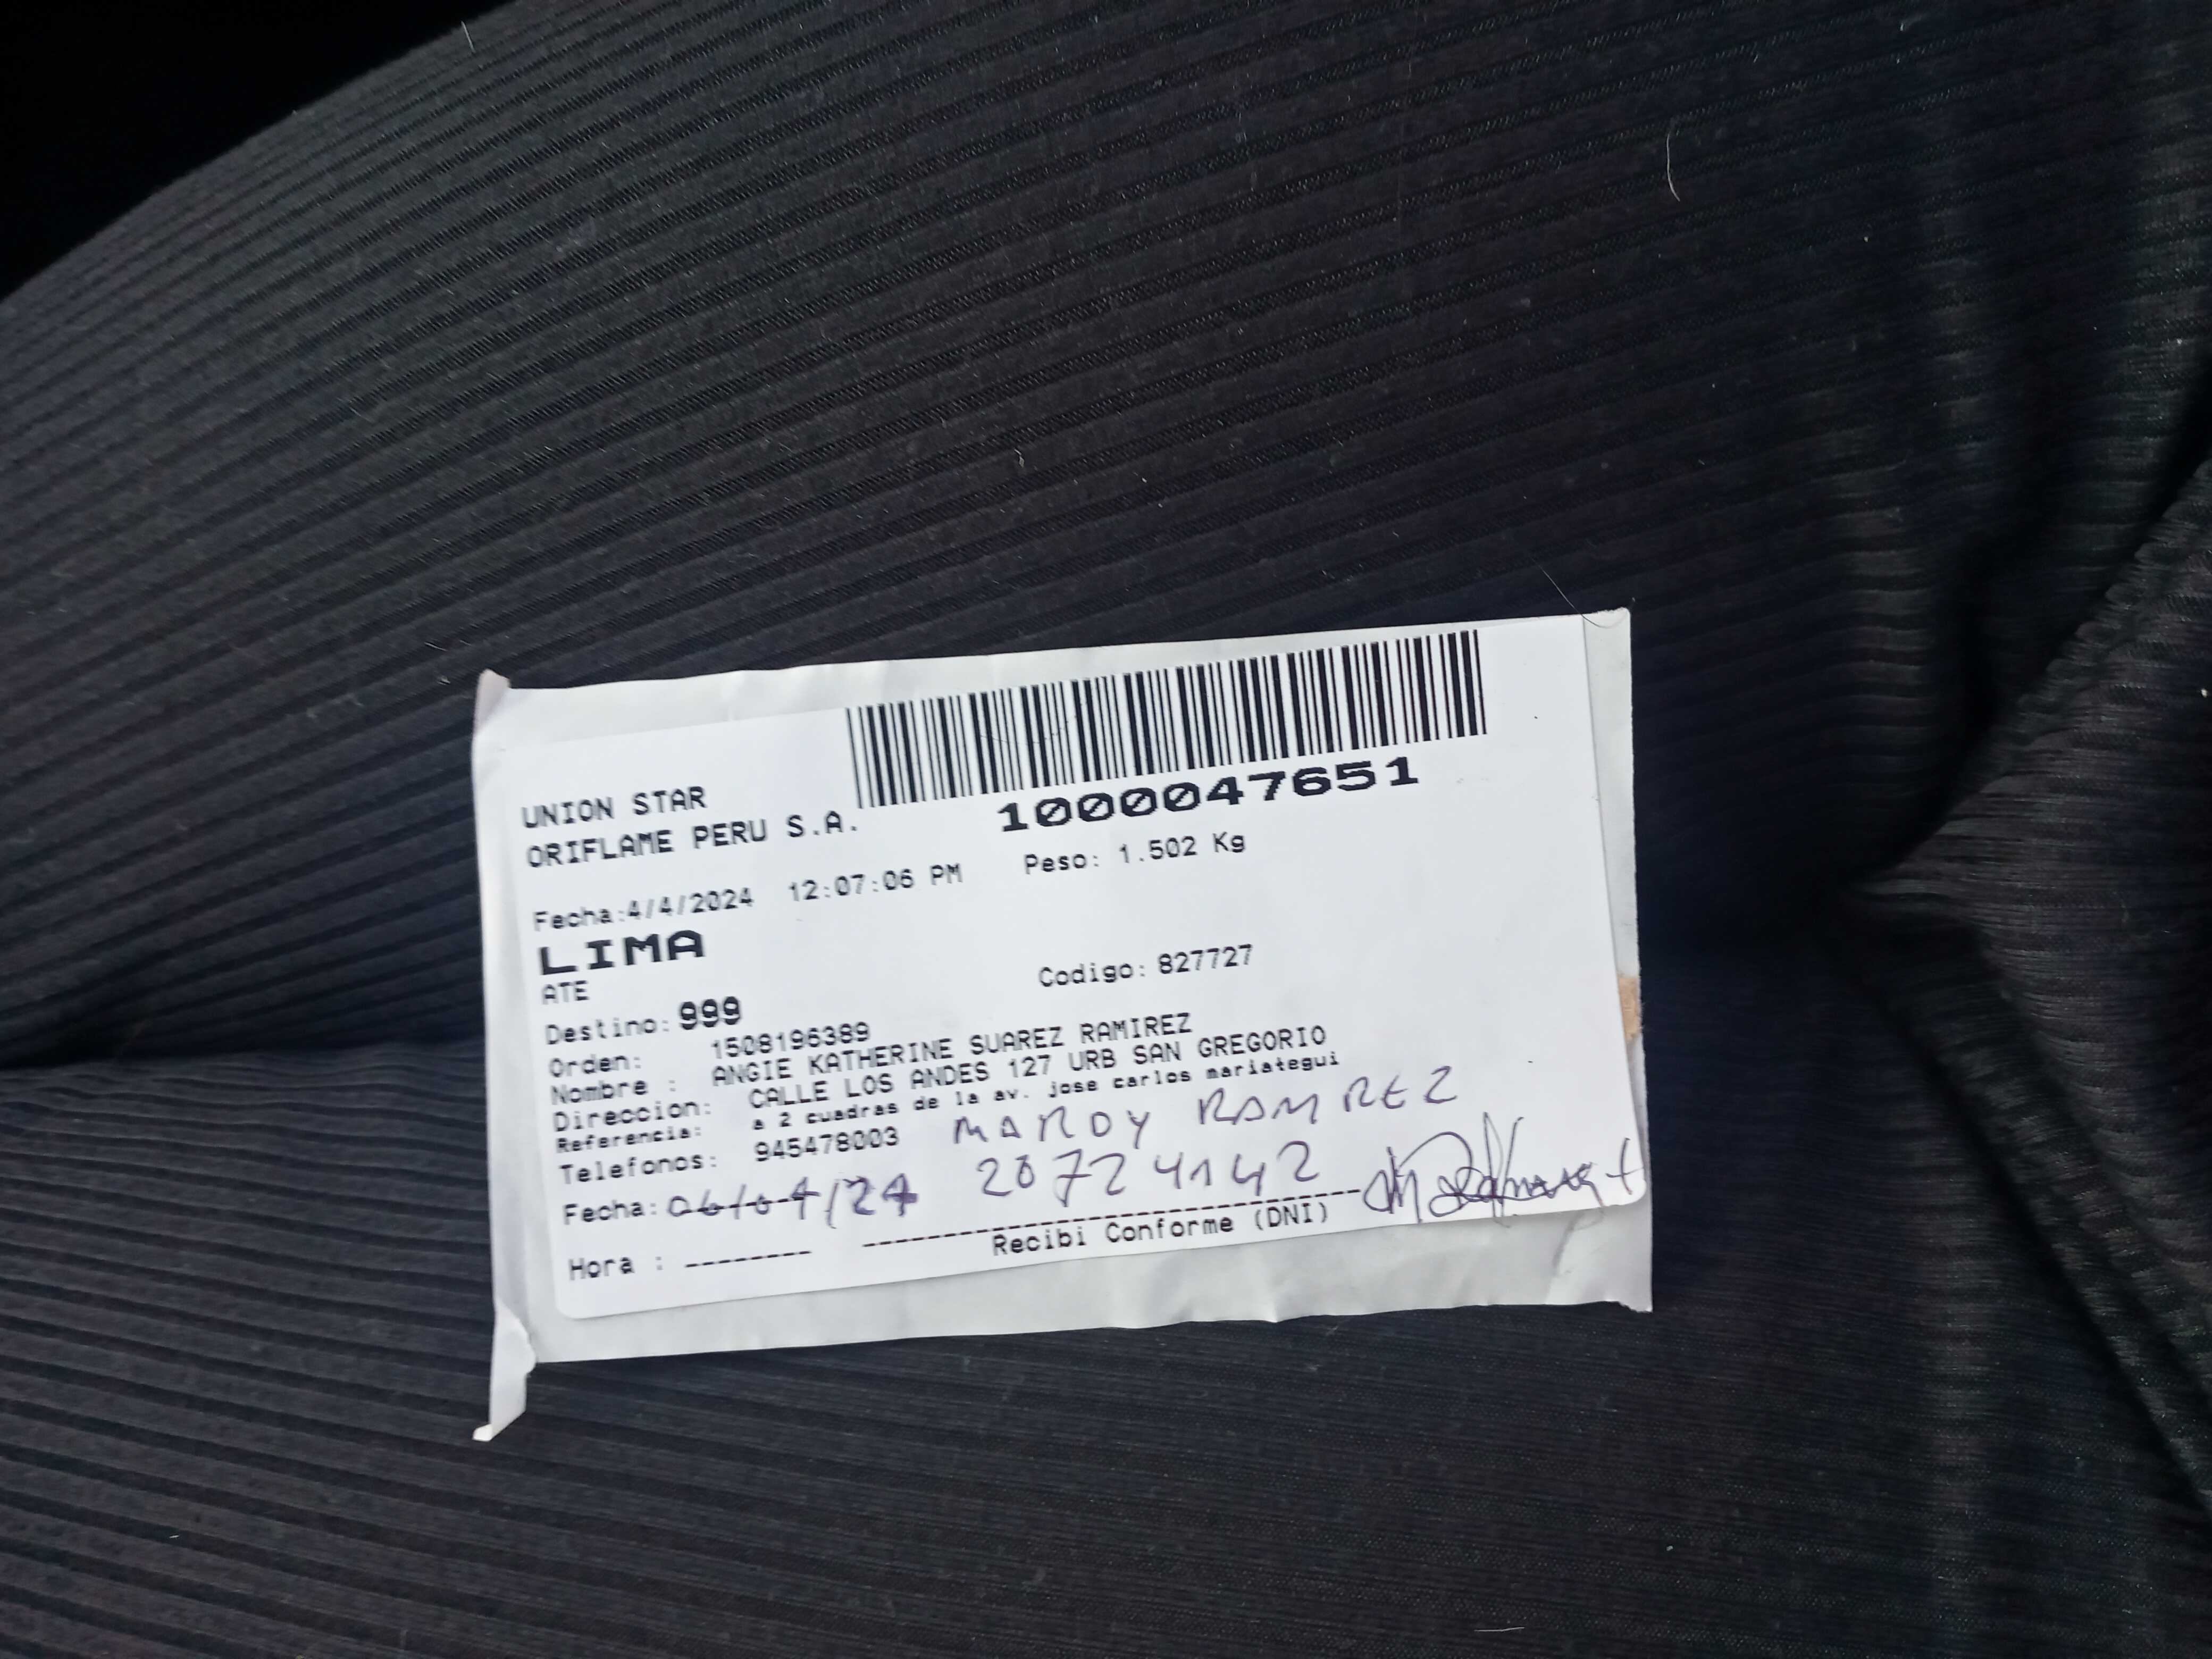 UNION STAR
ORIFLAME PERU S.A.
1000047651
Fecha:4/4/2024 12:07:06 PM Peso: 1.502 Kg
LIMA
ATE
Destino: 999 Codigo: 827727
Orden: 1508196389
Nombre : ANGIE KATHERINE SUAREZ RAMIREZ
Direccion: CALLE LOS ANDES 127 URB SAN GREGORIO
Referencia: a 2 cuadras de la av. jose carlos mariategui
Telefonos: 945478003 MARDY RAMREZ
Fecha: 06/04/24 20724142
Hora : -------- Recibi Conforme (DNI)